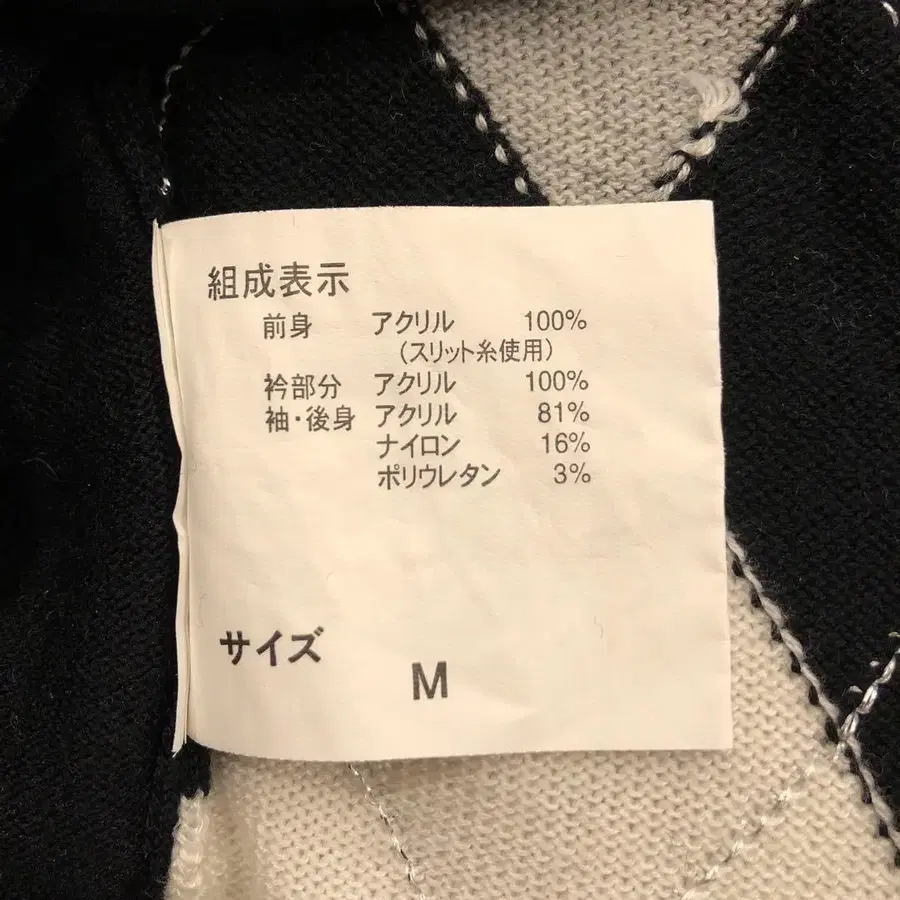 組成表示
前身 アクリル 100%
(スリット糸使用)
衿部分 アクリル 100%
袖・後身 アクリル 81%
ナイロン 16%
ポリウレタン 3%
サイズ
M